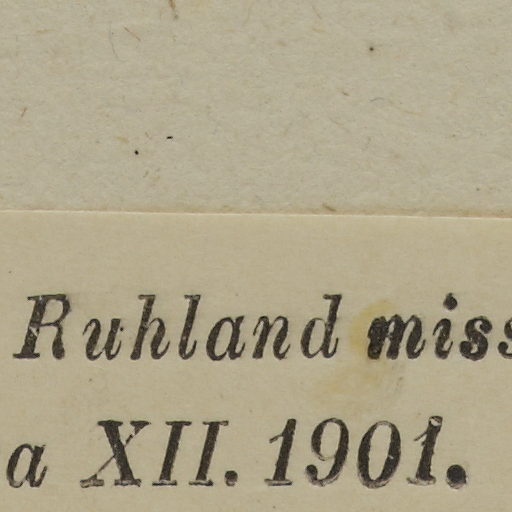 Ruhland miss
a XII. 1901.